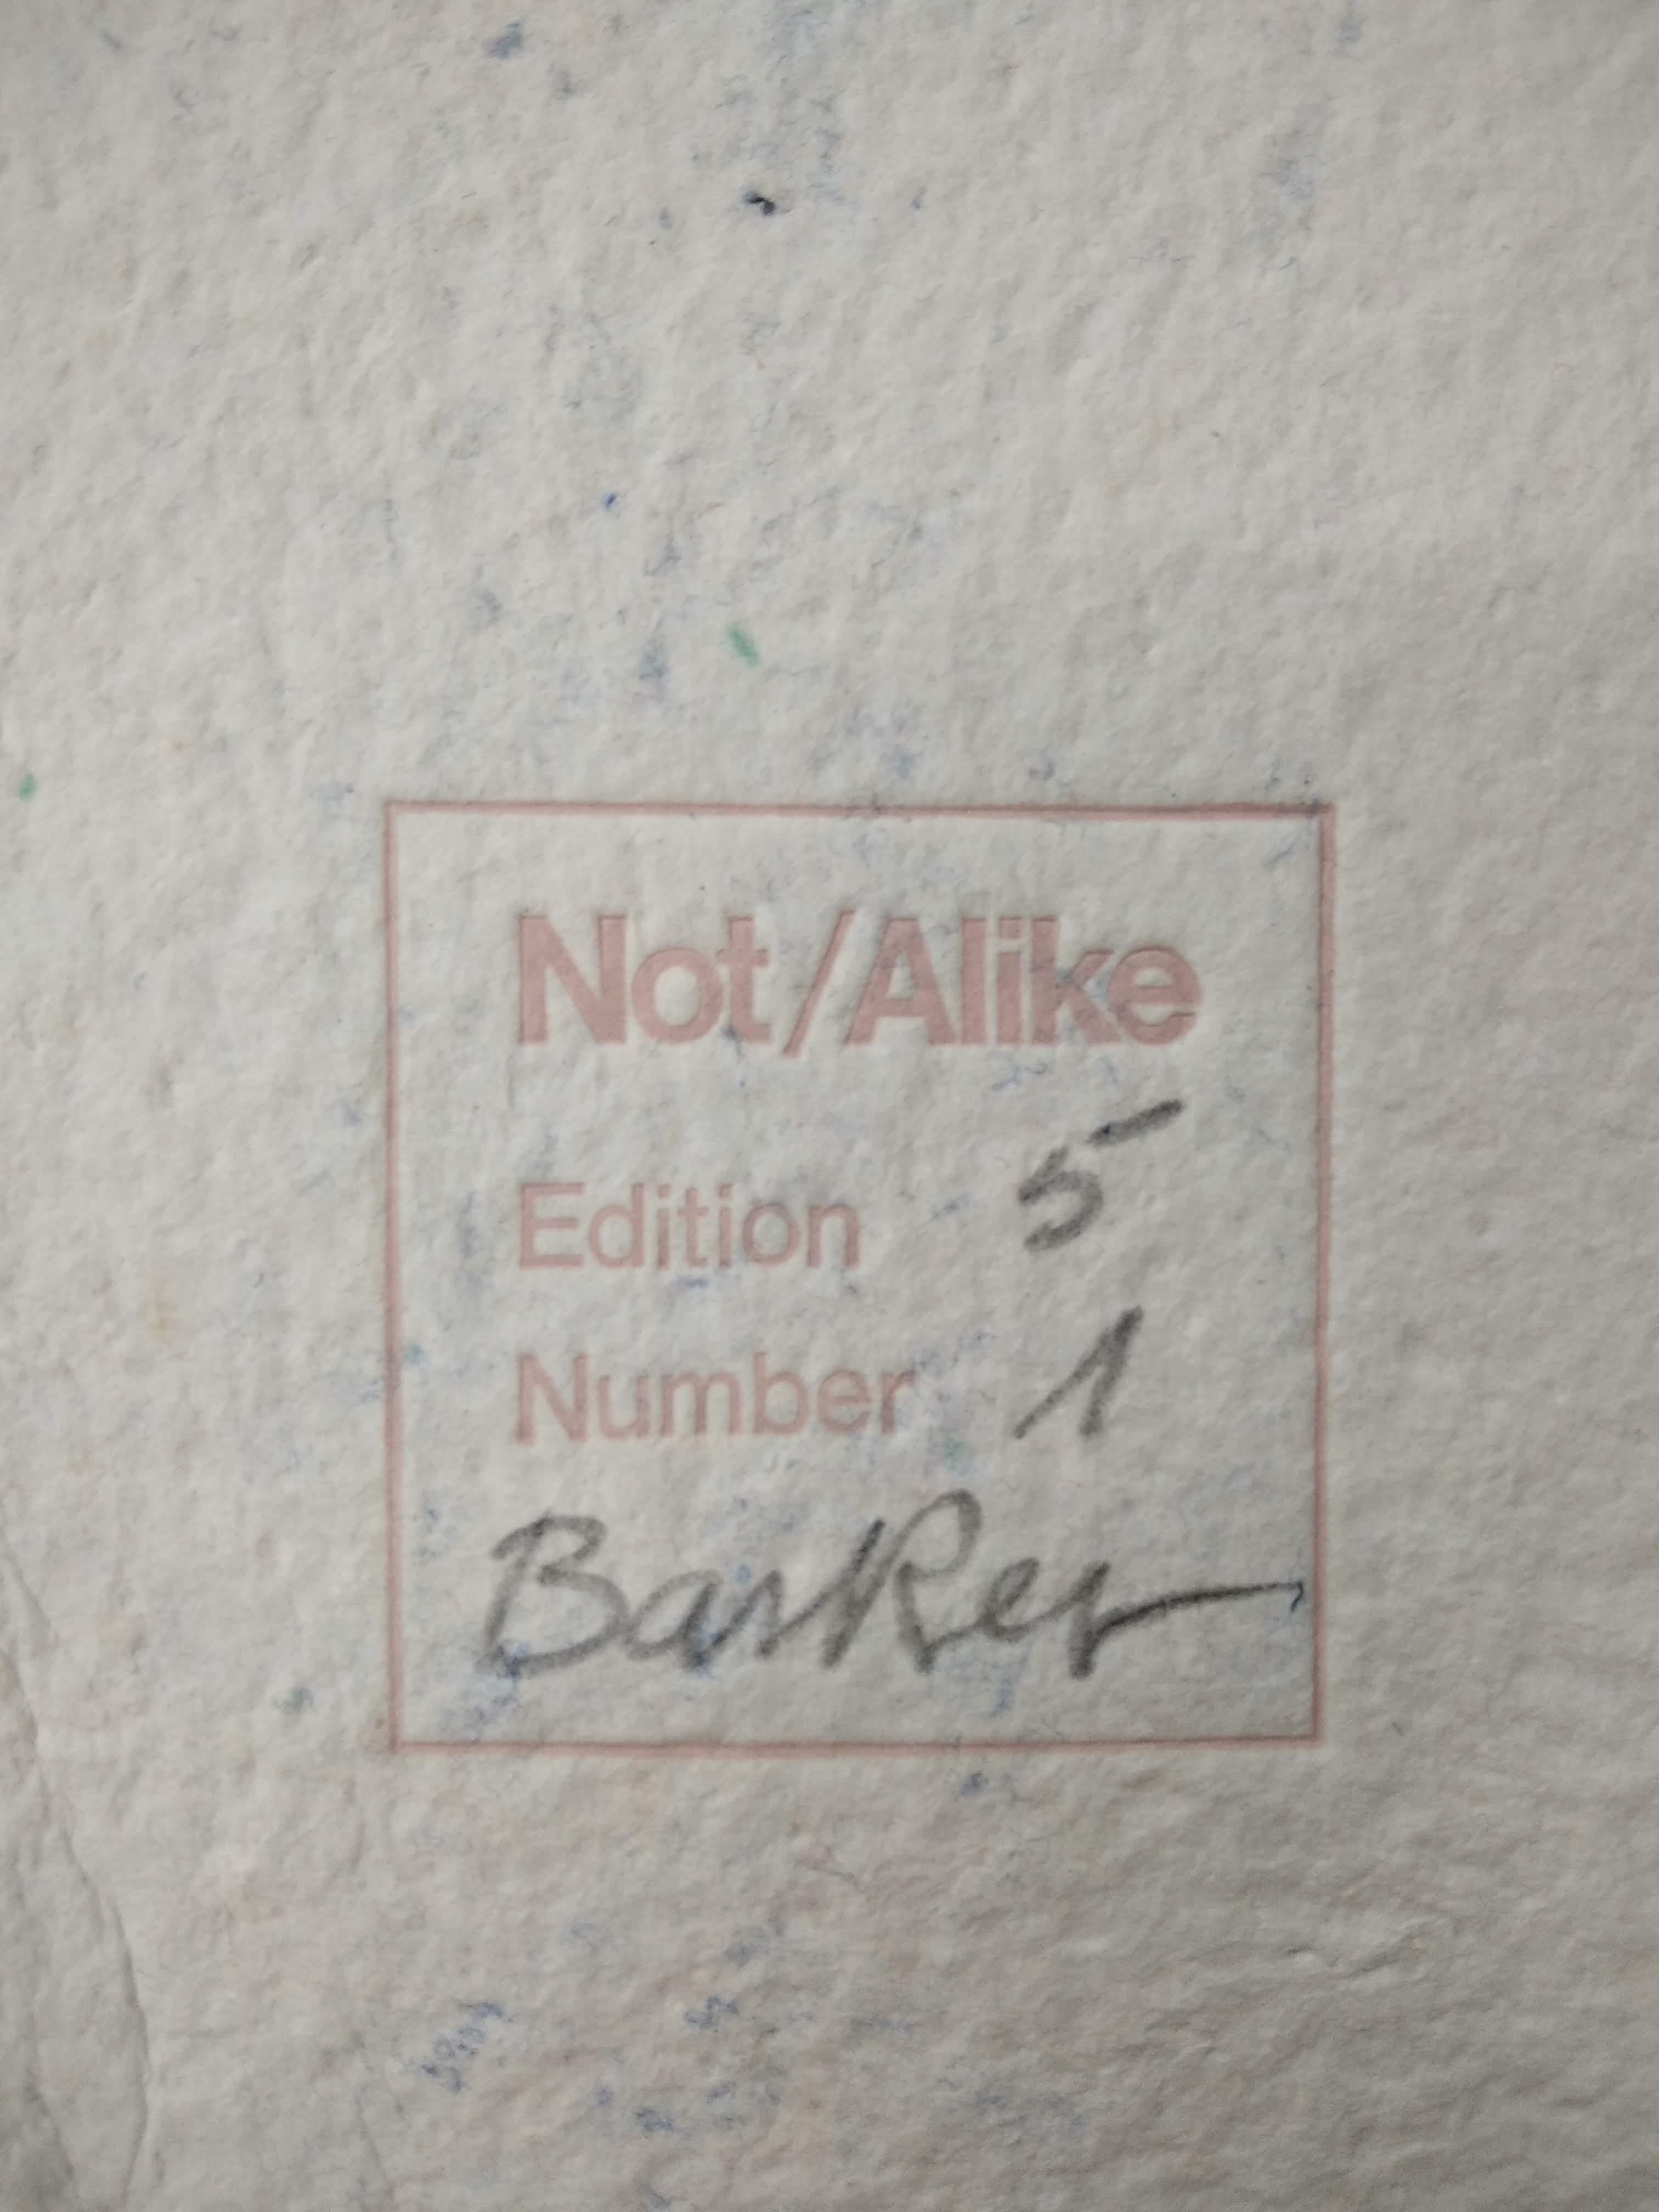 Not/Alike
Edition 5
Number 1
Barker